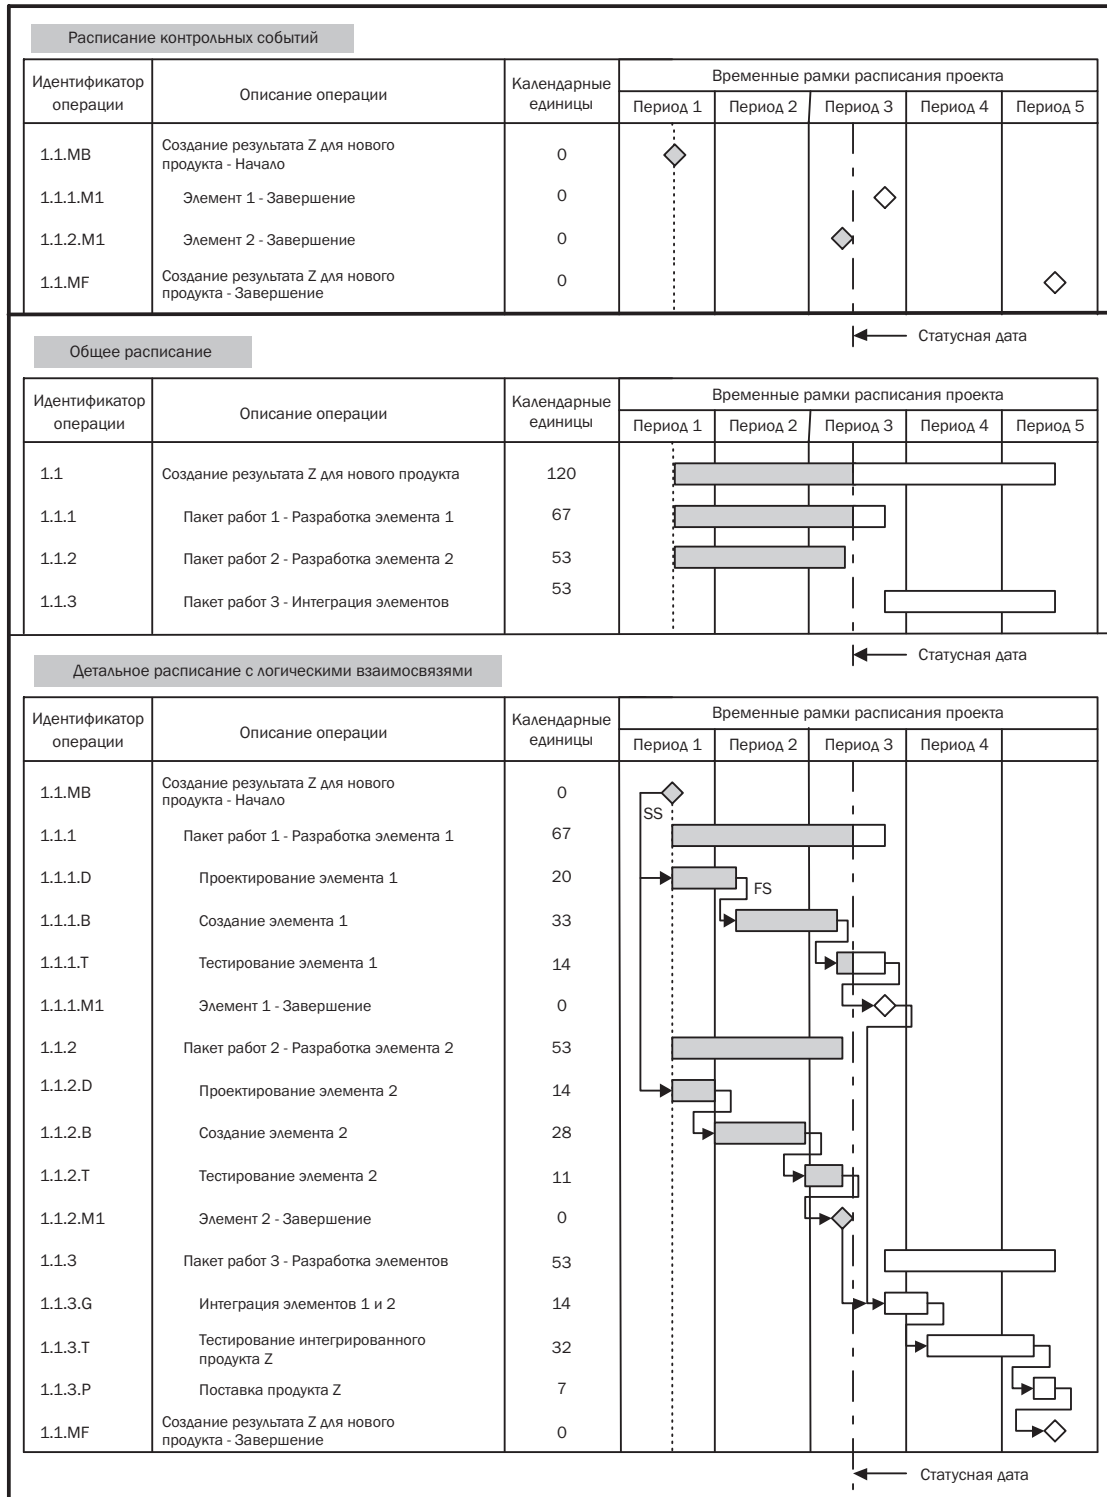 Расписание контрольных событий
Идентификатор операции
Описание операции
Календарные единицы
Временные рамки расписания проекта
Период 1
Период 2
Период 3
Период 4
Период 5
1.1.MB
Создание результата Z для нового
продукта - Начало
0
1.1.1.M1
Элемент 1 - Завершение
0
1.1.2.M1
Элемент 2 - Завершение
0
1.1.MF
Создание результата Z для нового
продукта - Завершение
0
Статусная дата
Общее расписание
Идентификатор операции
Описание операции
Календарные единицы
Временные рамки расписания проекта
Период 1
Период 2
Период 3
Период 4
Период 5
1.1
Создание результата Z для нового продукта
120
1.1.1
Пакет работ 1 - Разработка элемента 1
67
1.1.2
Пакет работ 2 - Разработка элемента 2
53
1.1.3
Пакет работ 3 - Интеграция элементов
53
Статусная дата
Детальное расписание с логическими взаимосвязями
Идентификатор операции
Описание операции
Календарные единицы
Временные рамки расписания проекта
Период 1
Период 2
Период 3
Период 4
1.1.MB
Создание результата Z для нового
продукта - Начало
0
SS
1.1.1
Пакет работ 1 - Разработка элемента 1
67
1.1.1.D
Проектирование элемента 1
20
FS
1.1.1.B
Создание элемента 1
33
1.1.1.T
Тестирование элемента 1
14
1.1.1.M1
Элемент 1 - Завершение
0
1.1.2
Пакет работ 2 - Разработка элемента 2
53
1.1.2.D
Проектирование элемента 2
14
1.1.2.B
Создание элемента 2
28
1.1.2.T
Тестирование элемента 2
11
1.1.2.M1
Элемент 2 - Завершение
0
1.1.3
Пакет работ 3 - Разработка элементов
53
1.1.3.G
Интеграция элементов 1 и 2
14
1.1.3.T
Тестирование интегрированного
продукта Z
32
1.1.3.P
Поставка продукта Z
7
1.1.MF
Создание результата Z для нового
продукта - Завершение
0
Статусная дата